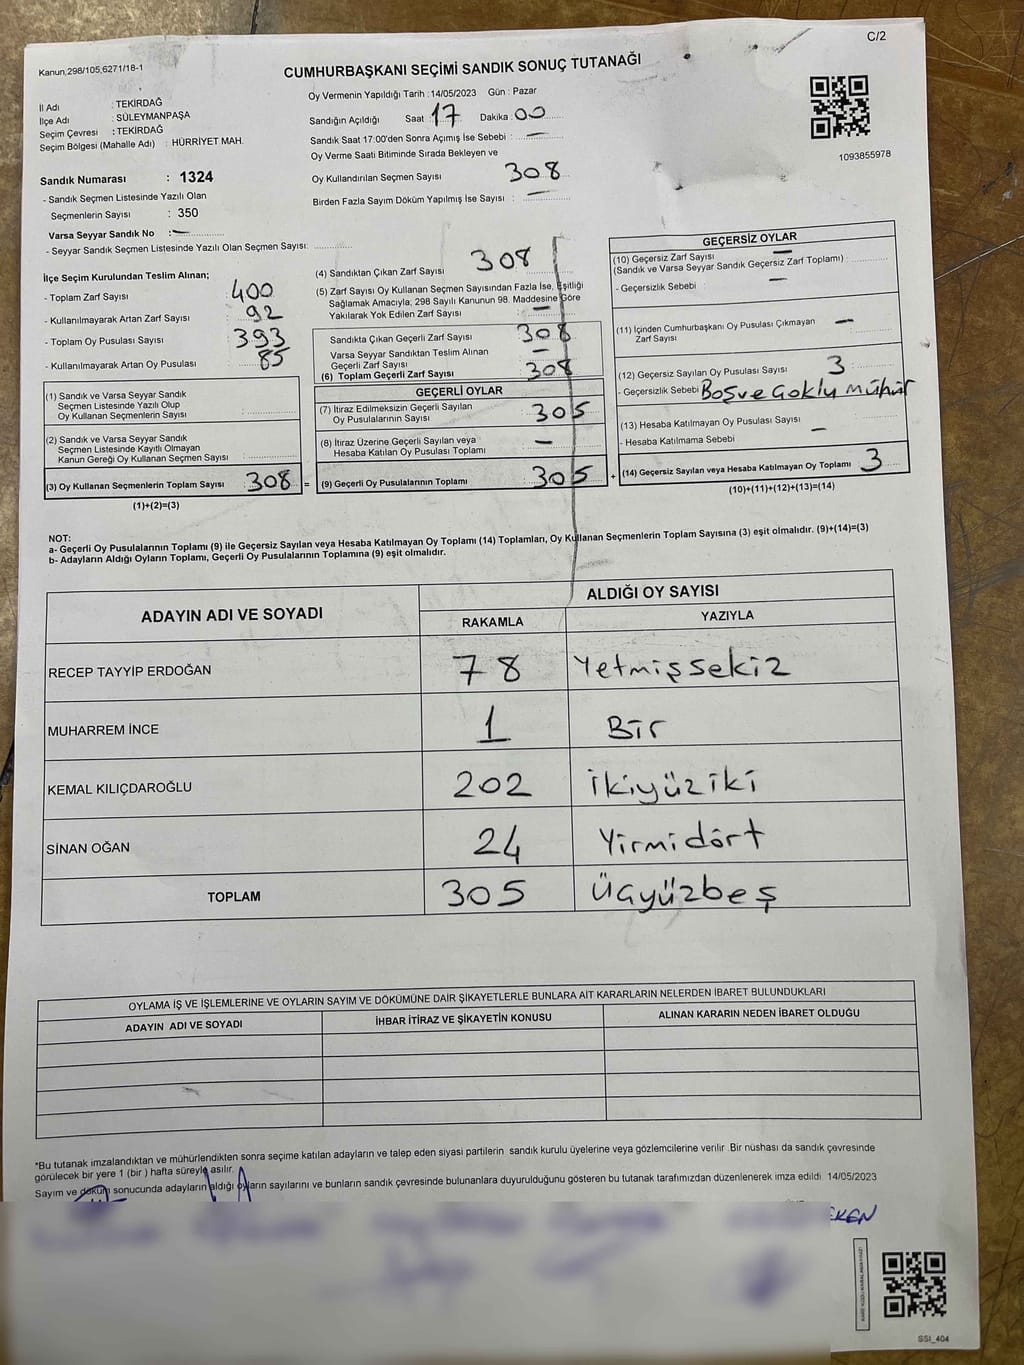 C/2
Kanun,298/105,6271/18-1
CUMHURBAŞKANI SEÇİMİ SANDIK SONUÇ TUTANAĞI
İl Adı : TEKİRDAĞ
İlçe Adı : SÜLEYMANPAŞA
Seçim Çevresi : TEKİRDAĞ
Seçim Bölgesi (Mahalle Adı) : HÜRRİYET MAH.
Oy Vermenin Yapıldığı Tarih :14/05/2023 Gün : Pazar
Sandığın Açıldığı Saat 17 Dakika 00
Sandık Saat 17:00'den Sonra Açımış İse Sebebi : —
Oy Verme Saati Bitiminde Sırada Bekleyen ve
Oy Kullandırılan Seçmen Sayısı 308
Birden Fazla Sayım Döküm Yapılmış İse Sayısı : —
1093855978
Sandık Numarası : 1324
- Sandık Seçmen Listesinde Yazılı Olan
Seçmenlerin Sayısı : 350
Varsa Seyyar Sandık No : —
- Seyyar Sandık Seçmen Listesinde Yazılı Olan Seçmen Sayısı:
İlçe Seçim Kurulundan Teslim Alınan;
- Toplam Zarf Sayısı : 400
- Kullanılmayarak Artan Zarf Sayısı : 92
- Toplam Oy Pusulası Sayısı : 393
- Kullanılmayarak Artan Oy Pusulası : 85
(1) Sandık ve Varsa Seyyar Sandık
Seçmen Listesinde Yazılı Olup
Oy Kullanan Seçmenlerin Sayısı :
(2) Sandık ve Varsa Seyyar Sandık
Seçmen Listesinde Kayıtlı Olmayan
Kanun Gereği Oy Kullanan Seçmen Sayısı :
(3) Oy Kullanan Seçmenlerin Toplam Sayısı 308 =
(1)+(2)=(3)
(4) Sandıktan Çıkan Zarf Sayısı 308
(5) Zarf Sayısı Oy Kullanan Seçmen Sayısından Fazla İse, Eşitliği
Sağlamak Amacıyla; 298 Sayılı Kanunun 98. Maddesine Göre
Yakılarak Yok Edilen Zarf Sayısı : —
Sandıkta Çıkan Geçerli Zarf Sayısı : 308
Varsa Seyyar Sandıktan Teslim Alınan
Geçerli Zarf Sayısı : —
(6) Toplam Geçerli Zarf Sayısı : 308
GEÇERLİ OYLAR
(7) İtiraz Edilmeksizin Geçerli Sayılan
Oy Pusulalarının Sayısı : 305
(8) İtiraz Üzerine Geçerli Sayılan veya
Hesaba Katılan Oy Pusulası Toplamı : —
(9) Geçerli Oy Pusulalarının Toplamı : 305 +
GEÇERSİZ OYLAR
(10) Geçersiz Zarf Sayısı —
(Sandık ve Varsa Seyyar Sandık Geçersiz Zarf Toplamı) :
- Geçersizlik Sebebi : —
(11) İçinden Cumhurbaşkanı Oy Pusulası Çıkmayan —
Zarf Sayısı :
(12) Geçersiz Sayılan Oy Pusulası Sayısı : 3
- Geçersizlik Sebebi : Boş ve Çoklu Mühür
(13) Hesaba Katılmayan Oy Pusulası Sayısı : —
- Hesaba Katılmama Sebebi :
(14) Geçersiz Sayılan veya Hesaba Katılmayan Oy Toplamı 3
(10)+(11)+(12)+(13)=(14)
NOT:
a- Geçerli Oy Pusulalarının Toplamı (9) ile Geçersiz Sayılan veya Hesaba Katılmayan Oy Toplamı (14) Toplamları, Oy Kullanan Seçmenlerin Toplam Sayısına (3) eşit olmalıdır. (9)+(14)=(3)
b- Adayların Aldığı Oyların Toplamı, Geçerli Oy Pusulalarının Toplamına (9) eşit olmalıdır.
ADAYIN ADI VE SOYADI
ALDIĞI OY SAYISI
RAKAMLA YAZIYLA
RECEP TAYYİP ERDOĞAN 78 Yetmişsekiz
MUHARREM İNCE 1 Bir
KEMAL KILIÇDAROĞLU 202 İkiyüziki
SİNAN OĞAN 24 Yirmidört
TOPLAM 305 Üçyüzbeş
OYLAMA İŞ VE İŞLEMLERİNE VE OYLARIN SAYIM VE DÖKÜMÜNE DAİR ŞİKAYETLERLE BUNLARA AİT KARARLARIN NELERDEN İBARET BULUNDUKLARI
ADAYIN ADI VE SOYADI İHBAR İTİRAZ VE ŞİKAYETİN KONUSU ALINAN KARARIN NEDEN İBARET OLDUĞU
*Bu tutanak imzalandıktan ve mühürlendikten sonra seçime katılan adayların ve talep eden siyasi partilerin sandık kurulu üyelerine veya gözlemcilerine verilir. Bir nüshası da sandık çevresinde
görülecek bir yere 1 (bir ) hafta süreyle asılır.
Sayım ve döküm sonucunda adayların aldığı oyların sayılarını ve bunların sandık çevresinde bulunanlara duyurulduğunu gösteren bu tutanak tarafımızdan düzenlenerek imza edildi. 14/05/2023
EKEN
SSİ_404